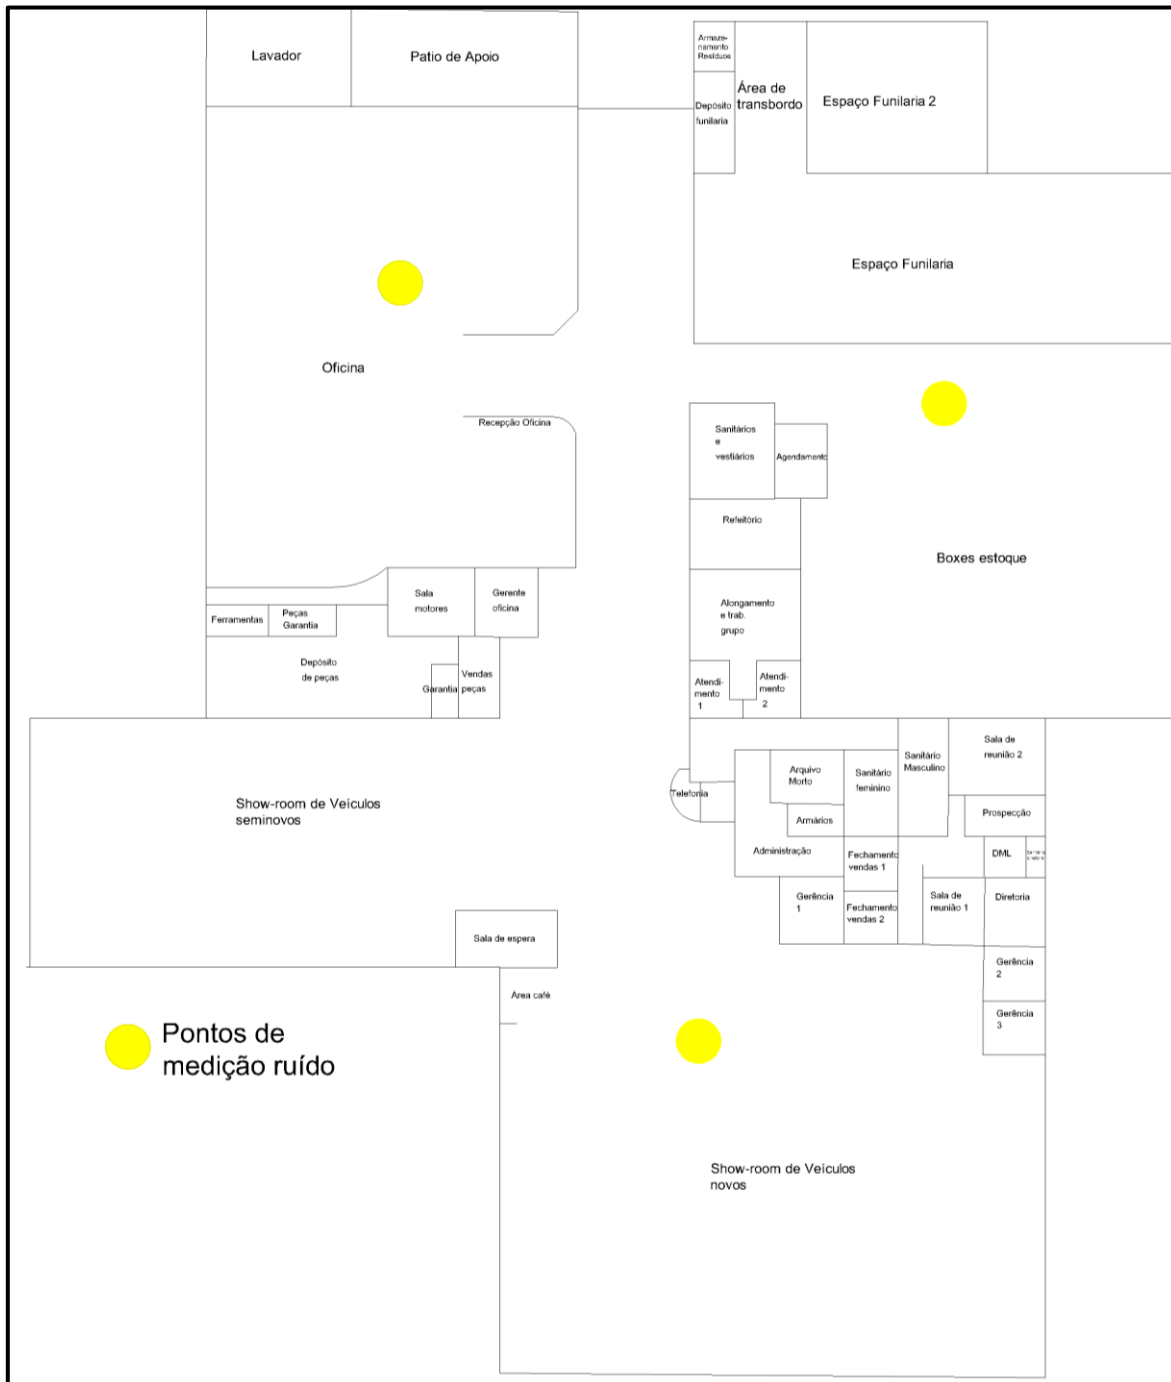 Lavador
Patio de Apoio
Armaze-
namento
Resíduos
Depósito
funilaria
Área de
transbordo
Espaço Funilaria 2
Espaço Funilaria
Oficina
Recepção Oficina
Sanitários
e
vestiários
Agendamento
Refeitório
Boxes estoque
Alongamento
e trab.
grupo
Atendi-
mento
1
Atendi-
mento
2
Sala
motores
Gerente
oficina
Ferramentas
Peças
Garantia
Depósito
de peças
Garantia
Vendas
peças
Show-room de Veículos
seminovos
Telefonia
Arquivo
Morto
Armários
Administração
Sanitário
feminino
Sanitário
Masculino
Sala de
reunião 2
Prospecção
DML
Fechamento
vendas 1
Fechamento
vendas 2
Gerência
1
Sala de
reunião 1
Diretoria
Gerência
2
Gerência
3
Sala de espera
Área café
Pontos de
medição ruído
Show-room de Veículos
novos